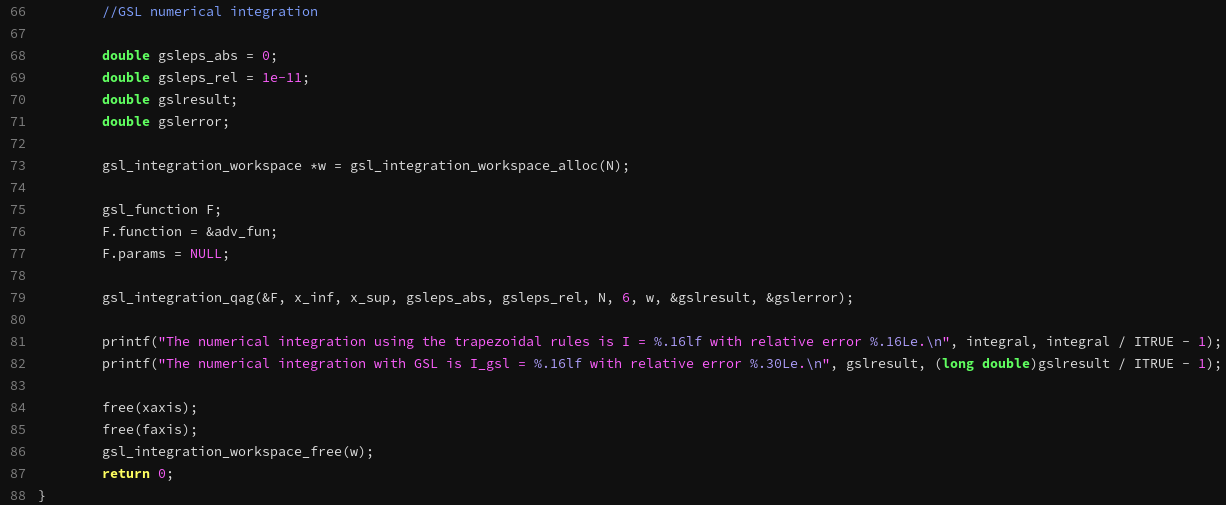 66 //GSL numerical integration
67
68 double gsleps_abs = 0;
69 double gsleps_rel = 1e-11;
70 double gslresult;
71 double gslerror;
72
73 gsl_integration_workspace *w = gsl_integration_workspace_alloc(N);
74
75 gsl_function F;
76 F.function = &adv_fun;
77 F.params = NULL;
78
79 gsl_integration_qag(&F, x_inf, x_sup, gsleps_abs, gsleps_rel, N, 6, w, &gslresult, &gslerror);
80
81 printf("The numerical integration using the trapezoidal rules is I = %.16lf with relative error %.16Le.\n", integral, integral / ITRUE - 1);
82 printf("The numerical integration with GSL is I_gsl = %.16lf with relative error %.30Le.\n", gslresult, (long double)gslresult / ITRUE - 1);
83
84 free(xaxis);
85 free(faxis);
86 gsl_integration_workspace_free(w);
87 return 0;
88 }